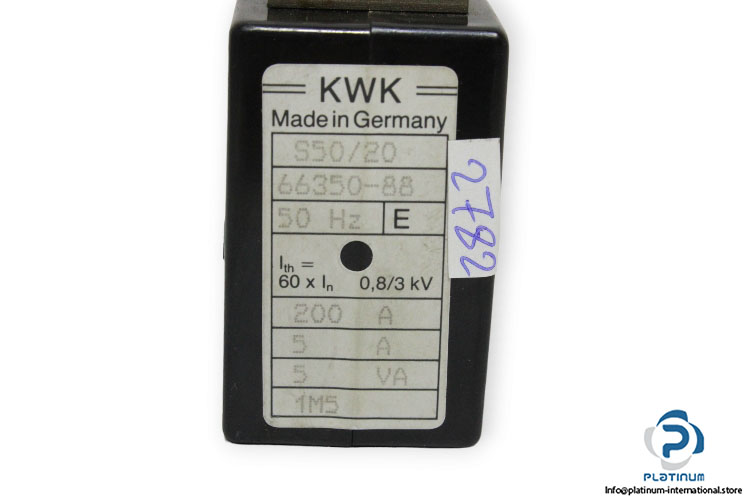 KWK
Made in Germany
S50/20
66350-88
50 Hz E
Ith =
60 x In 0,8/3 kV
200 A
5 A
5 VA
1M5
2782
PLATINUM
Info@platinum-international.store